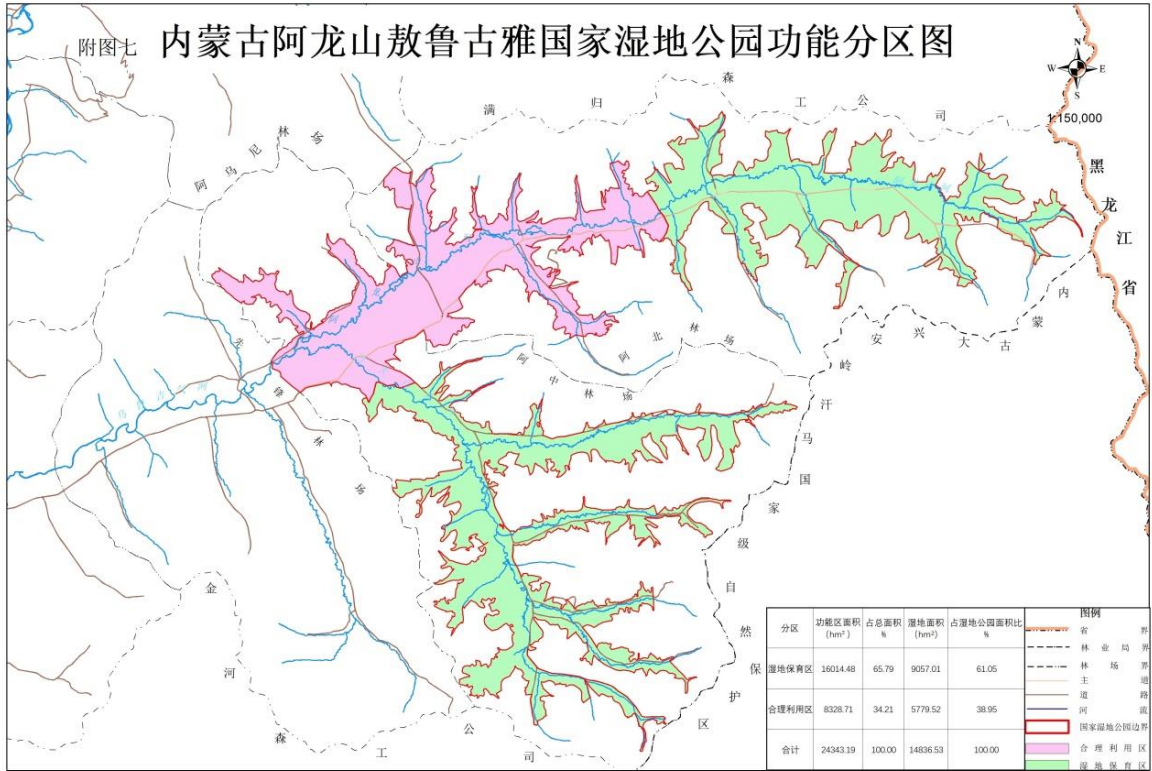 附图七 内蒙古阿龙山敖鲁古雅国家湿地公园功能分区图
N
W E
S
1:150,000
满归森工公司
阿乌尼林场
黑龙江省
内蒙古大兴安岭汗马国家级自然保护区
阿北林场
阿中林场
先锋林场
金河森工公司
分区 功能区面积(hm²) 占总面积% 湿地面积(hm²) 占湿地公园面积比%
湿地保育区 16014.48 65.79 9057.01 61.05
合理利用区 8328.71 34.21 5779.52 38.95
合计 24343.19 100.00 14836.53 100.00
图例
省界
林业局界
林场界
主道
道路
河流
国家湿地公园边界
合理利用区
湿地保育区